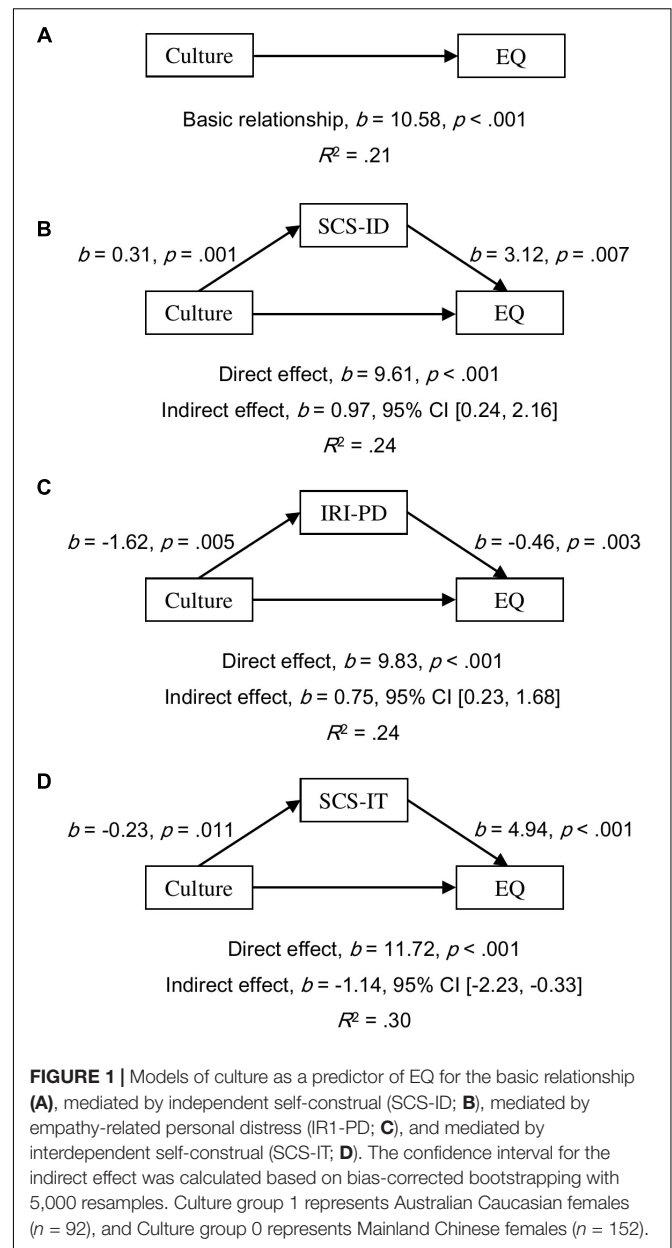 A
Culture EQ
Basic relationship, b = 10.58, p < .001
R² = .21
B
SCS-ID
b = 0.31, p = .001 b = 3.12, p = .007
Culture EQ
Direct effect, b = 9.61, p < .001
Indirect effect, b = 0.97, 95% CI [0.24, 2.16]
R² = .24
C
IRI-PD
b = -1.62, p = .005 b = -0.46, p = .003
Culture EQ
Direct effect, b = 9.83, p < .001
Indirect effect, b = 0.75, 95% CI [0.23, 1.68]
R² = .24
D
SCS-IT
b = -0.23, p = .011 b = 4.94, p < .001
Culture EQ
Direct effect, b = 11.72, p < .001
Indirect effect, b = -1.14, 95% CI [-2.23, -0.33]
R² = .30
FIGURE 1 | Models of culture as a predictor of EQ for the basic relationship
(A), mediated by independent self-construal (SCS-ID; B), mediated by
empathy-related personal distress (IR1-PD; C), and mediated by
interdependent self-construal (SCS-IT; D). The confidence interval for the
indirect effect was calculated based on bias-corrected bootstrapping with
5,000 resamples. Culture group 1 represents Australian Caucasian females
(n = 92), and Culture group 0 represents Mainland Chinese females (n = 152).